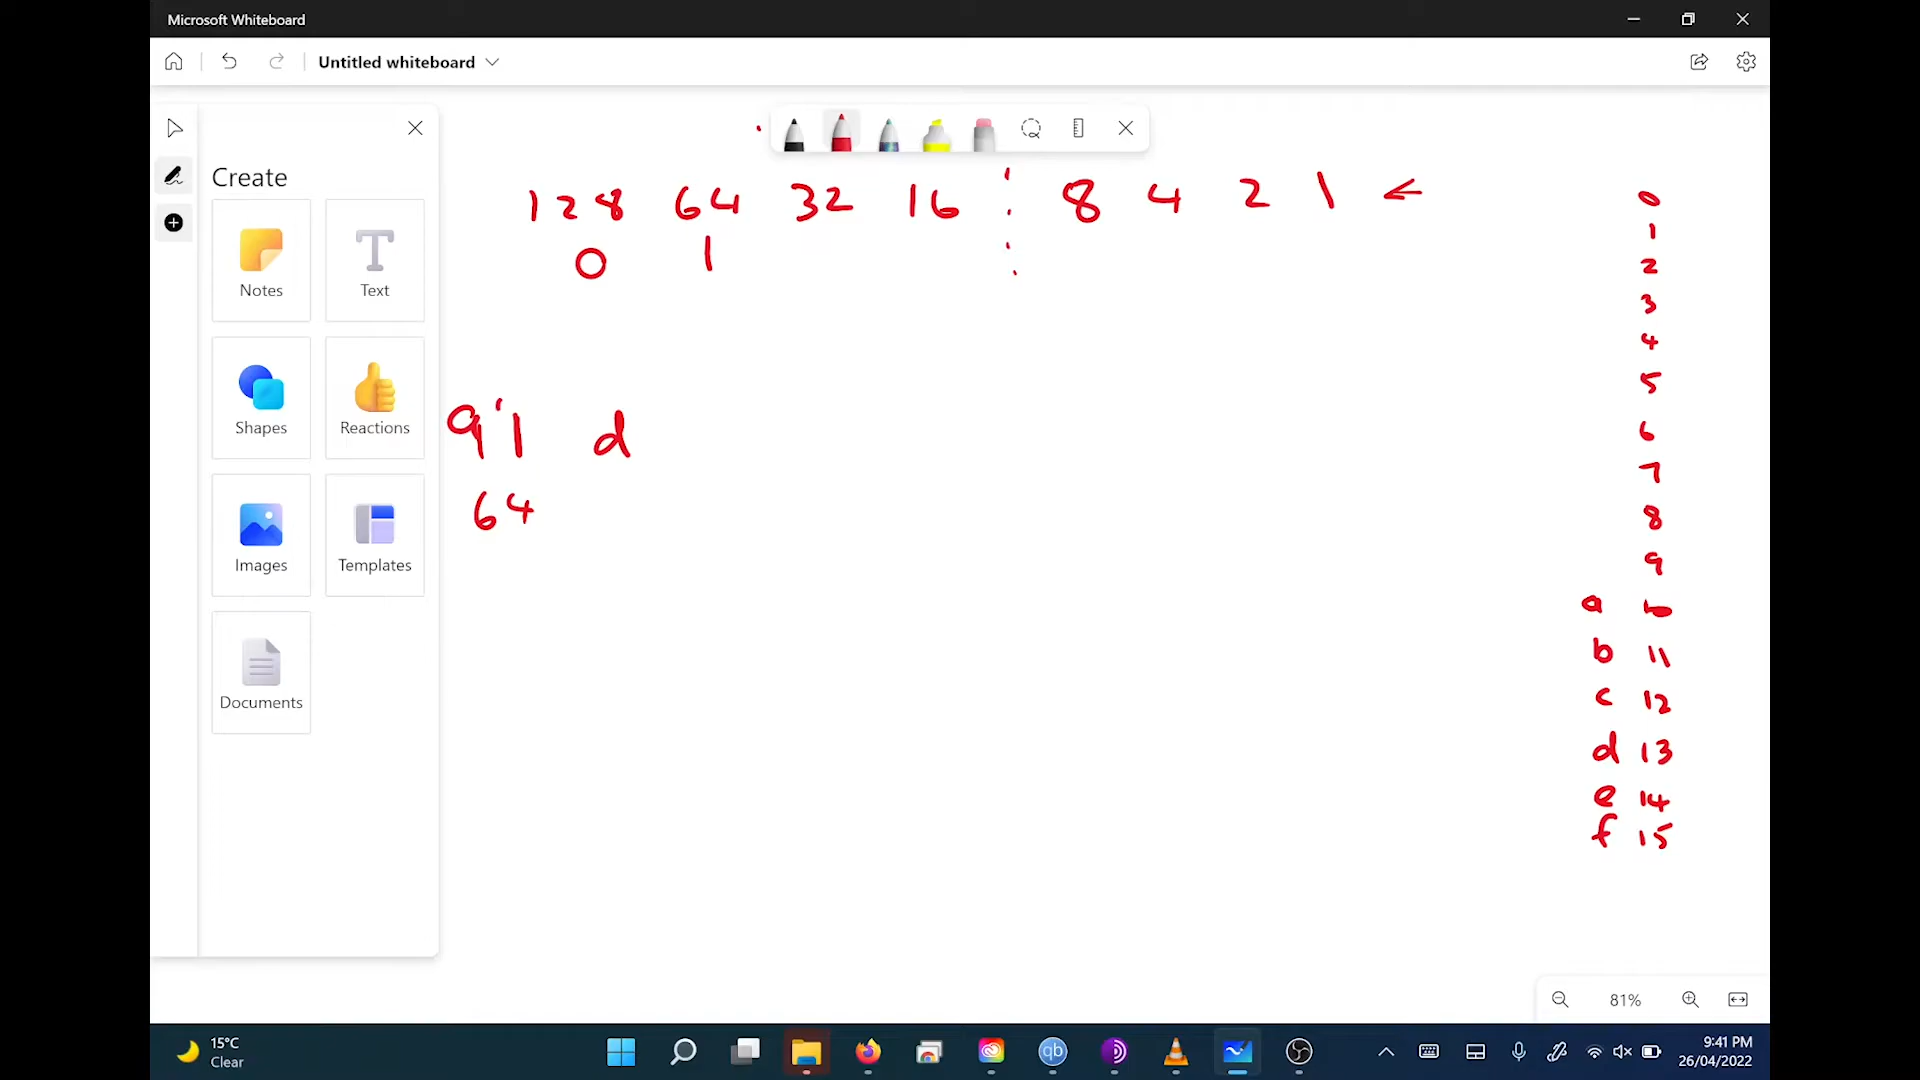 Microsoft Whiteboard
Untitled whiteboard
Create
Notes
Text
Shapes
Reactions
Images
Templates
Documents
128 64 32 16 8 4 2 1 ←
0 1
91 d
64
0
1
2
3
4
5
6
7
8
9
a 10
b 11
c 12
d 13
e 14
f 15
81%
15°C
Clear
qb
9:41 PM
26/04/2022